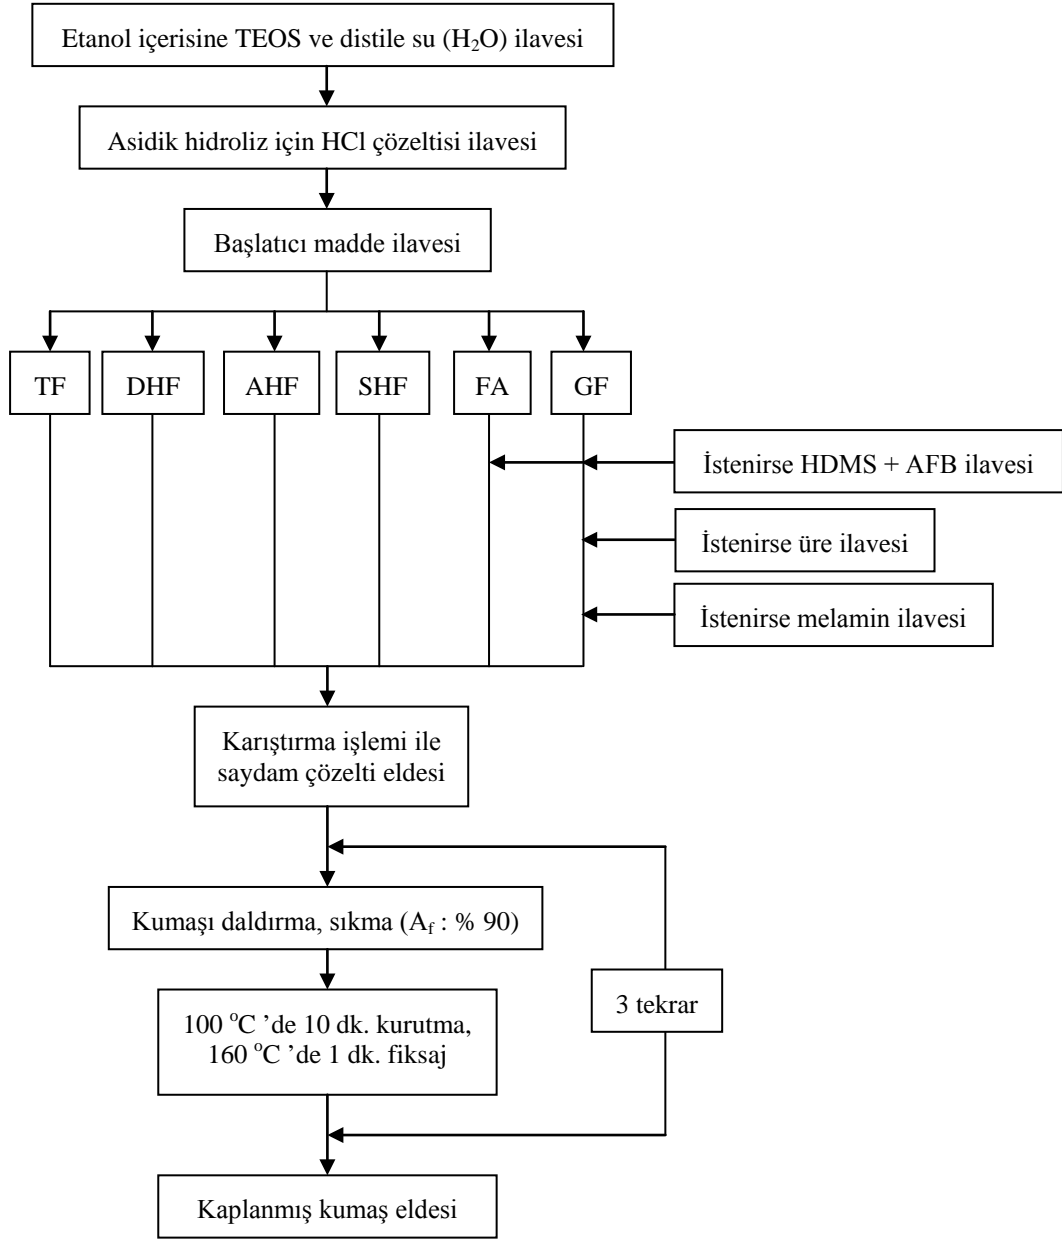 Etanol içerisine TEOS ve distile su (H₂O) ilavesi
Asidik hidroliz için HCl çözeltisi ilavesi
Başlatıcı madde ilavesi
TF
DHF
AHF
SHF
FA
GF
İstenirse HDMS + AFB ilavesi
İstenirse üre ilavesi
İstenirse melamin ilavesi
Karıştırma işlemi ile
saydam çözelti eldesi
Kumaşı daldırma, sıkma (A_f : % 90)
100 °C ’de 10 dk. kurutma,
160 °C ’de 1 dk. fiksaj
3 tekrar
Kaplanmış kumaş eldesi